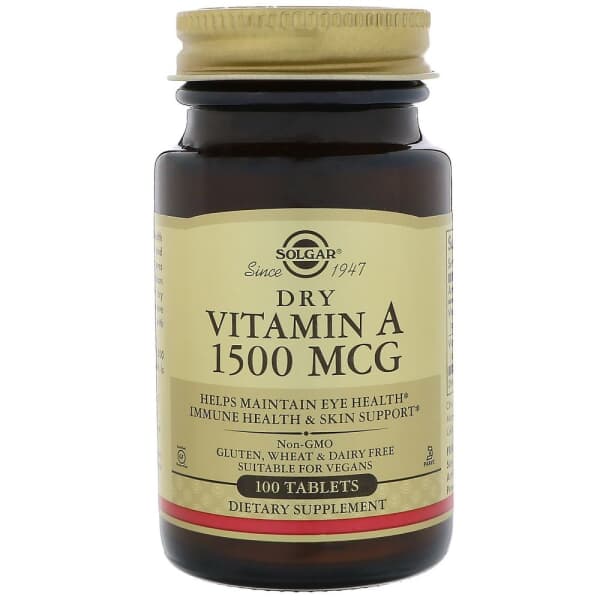 SOLGAR®
Since 1947
DRY
VITAMIN A
1500 MCG
HELPS MAINTAIN EYE HEALTH*
IMMUNE HEALTH & SKIN SUPPORT*
NON-GMO
GLUTEN, WHEAT & DAIRY FREE
SUITABLE FOR VEGANS
PARVE
100 TABLETS
DIETARY SUPPLEMENT